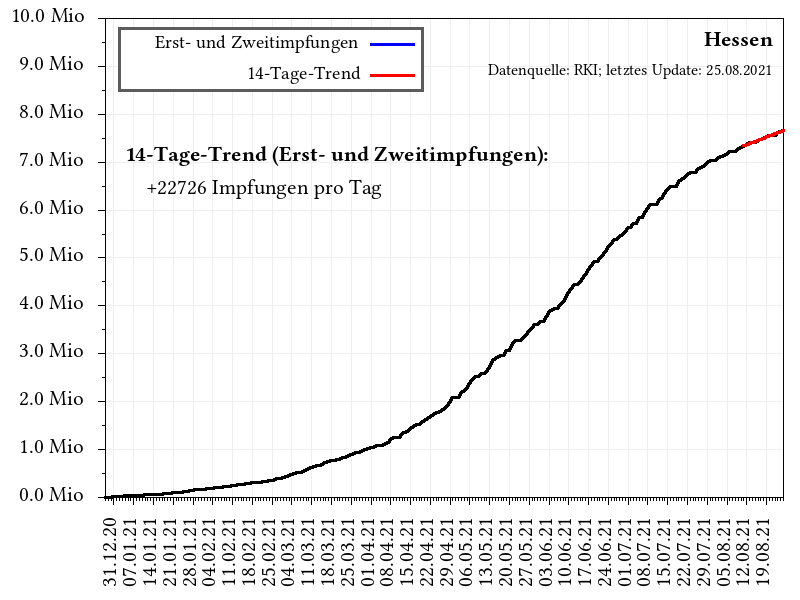 10.0 Mio
9.0 Mio
8.0 Mio
7.0 Mio
6.0 Mio
5.0 Mio
4.0 Mio
3.0 Mio
2.0 Mio
1.0 Mio
0.0 Mio
Erst- und Zweitimpfungen
14-Tage-Trend
Hessen
Datenquelle: RKI; letztes Update: 25.08.2021
14-Tage-Trend (Erst- und Zweitimpfungen):
+22726 Impfungen pro Tag
31.12.20
07.01.21
14.01.21
21.01.21
28.01.21
04.02.21
11.02.21
18.02.21
25.02.21
04.03.21
11.03.21
18.03.21
25.03.21
01.04.21
08.04.21
15.04.21
22.04.21
29.04.21
06.05.21
13.05.21
20.05.21
27.05.21
03.06.21
10.06.21
17.06.21
24.06.21
01.07.21
08.07.21
15.07.21
22.07.21
29.07.21
05.08.21
12.08.21
19.08.21